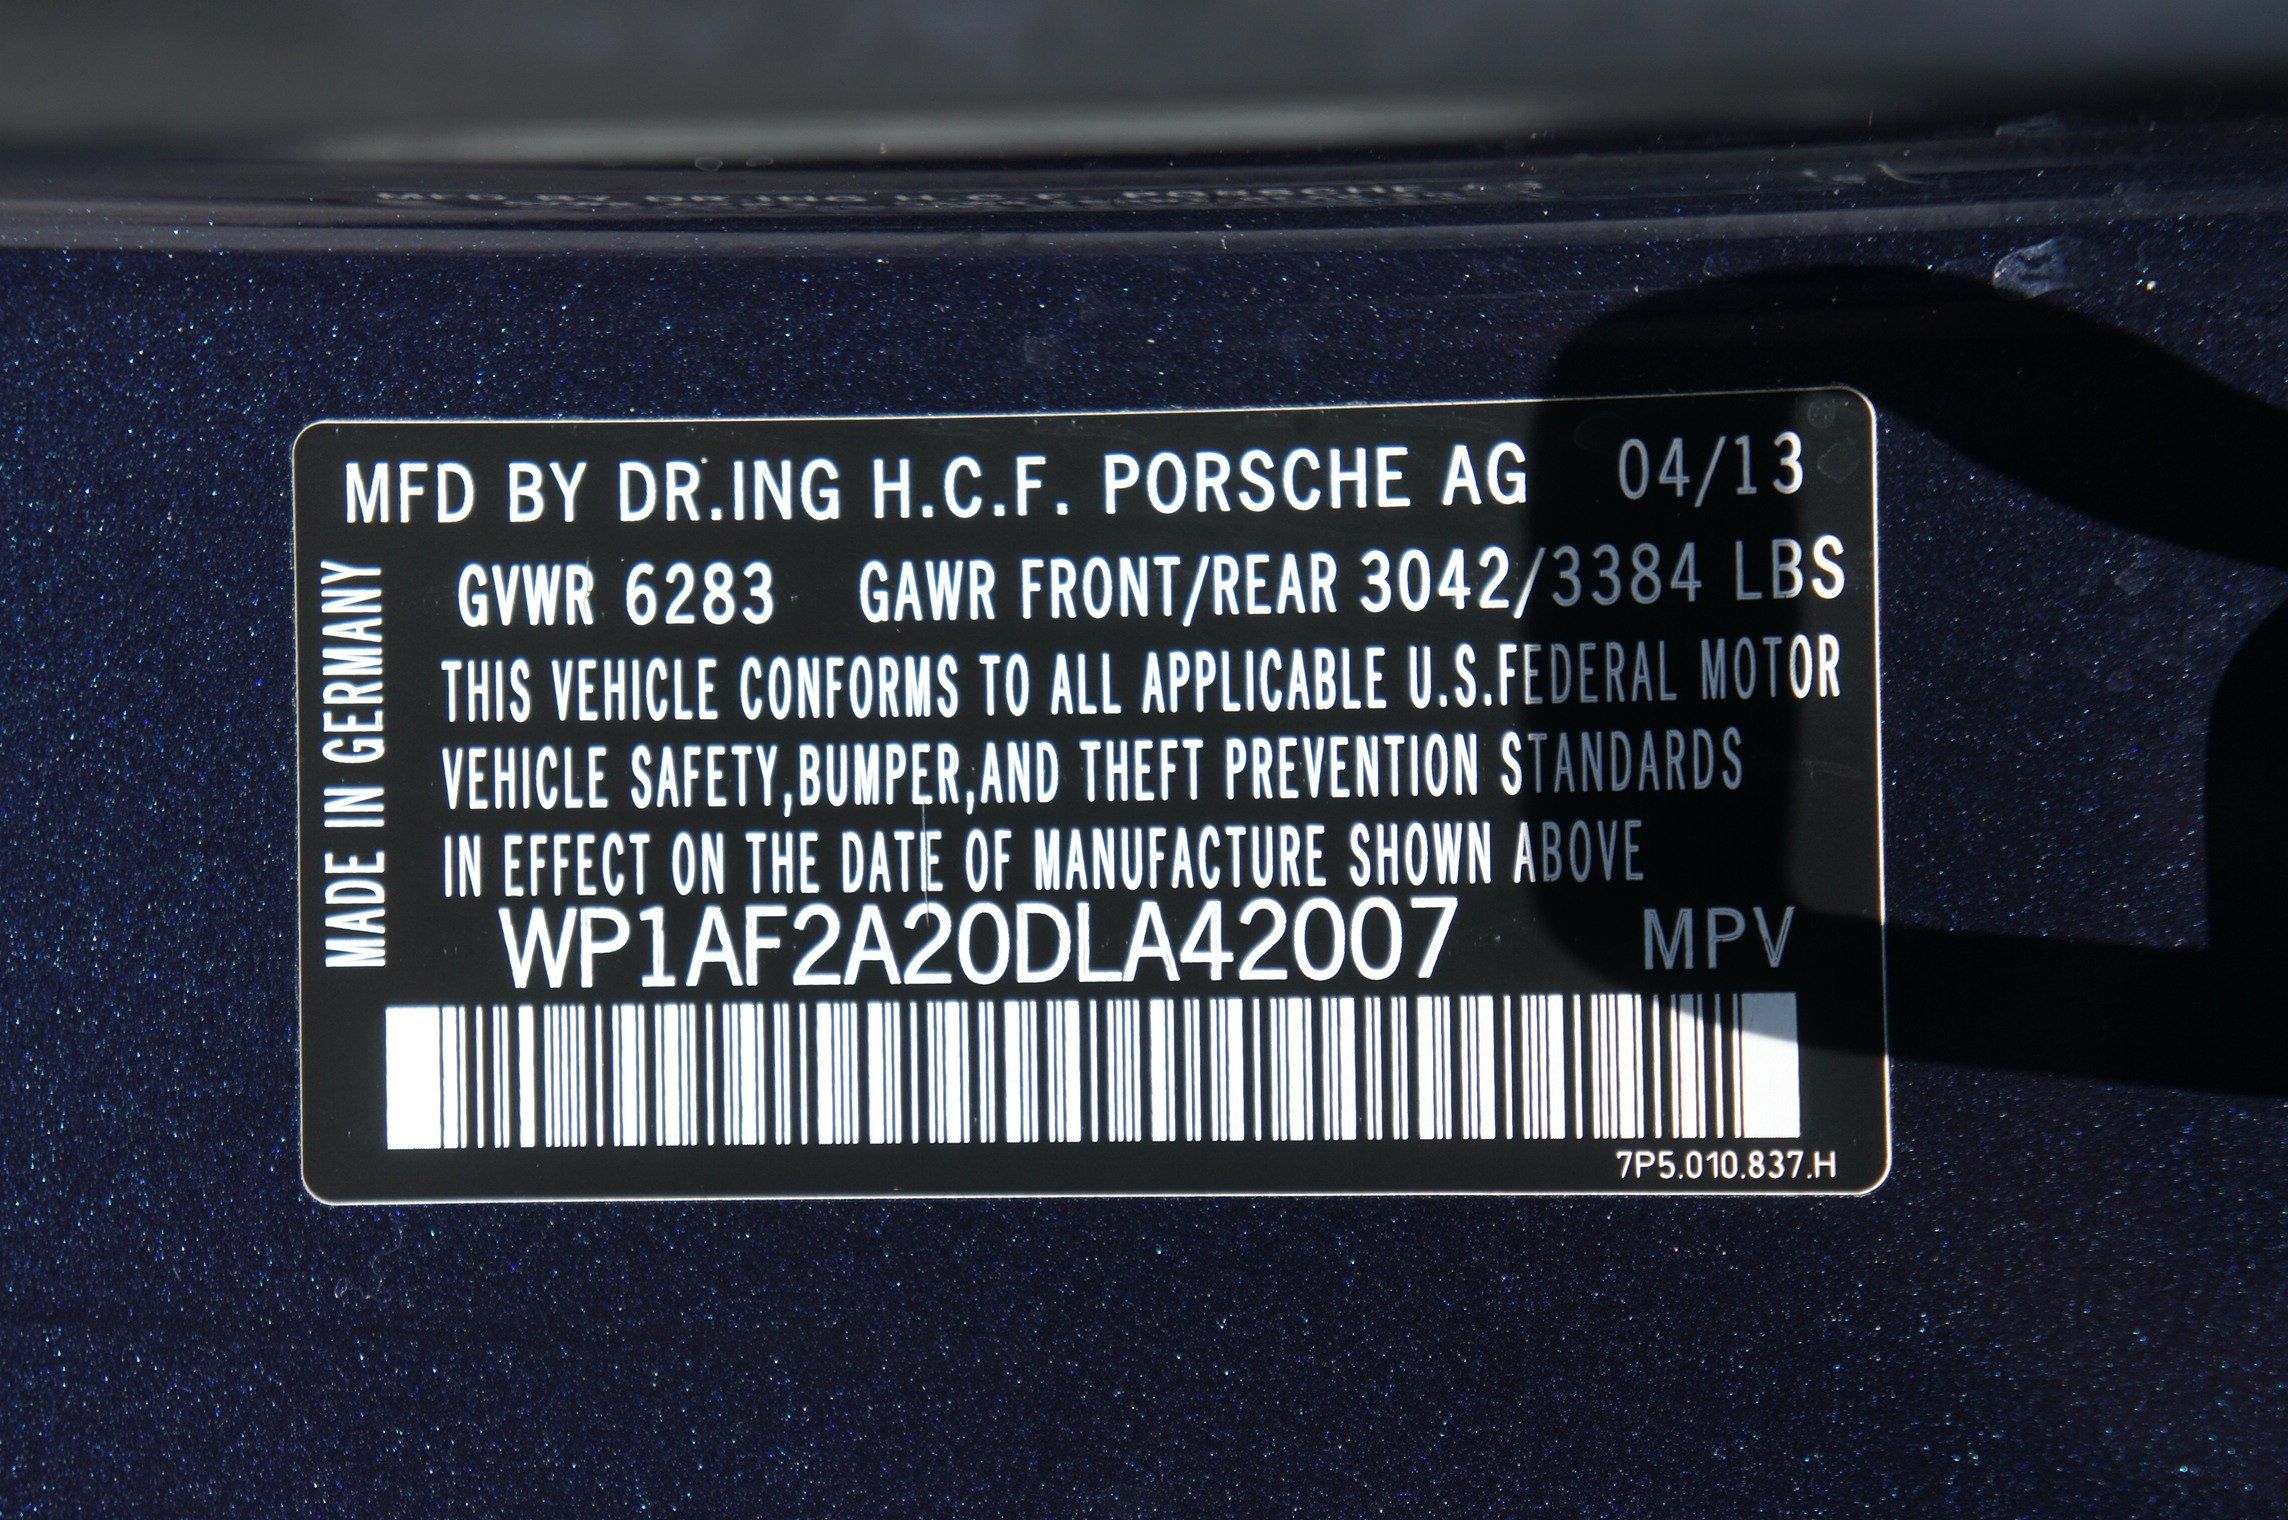 MFD BY DR.ING H.C.F. PORSCHE AG 04/13
GVWR 6283 GAWR FRONT/REAR 3042/3384 LBS
THIS VEHICLE CONFORMS TO ALL APPLICABLE U.S.FEDERAL MOTOR
VEHICLE SAFETY,BUMPER,AND THEFT PREVENTION STANDARDS
IN EFFECT ON THE DATE OF MANUFACTURE SHOWN ABOVE
WP1AF2A20DLA42007 MPV
7P5.010.837.H
MADE IN GERMANY